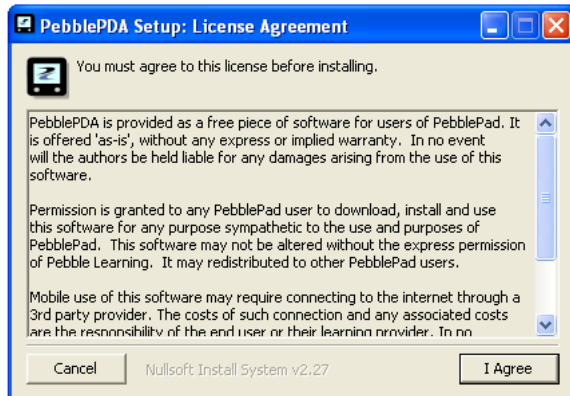 PebblePDA Setup: License Agreement
You must agree to this license before installing.
PebblePDA is provided as a free piece of software for users of PebblePad. It
is offered 'as-is', without any express or implied warranty. In no event
will the authors be held liable for any damages arising from the use of this
software.
Permission is granted to any PebblePad user to download, install and use
this software for any purpose sympathetic to the use and purposes of
PebblePad. This software may not be altered without the express permission
of Pebble Learning. It may redistributed to other PebblePad users.
Mobile use of this software may require connecting to the internet through a
3rd party provider. The costs of such connection and any associated costs
are the responsibility of the end user or their learning provider. In no
Cancel
Nullsoft Install System v2.27
I Agree